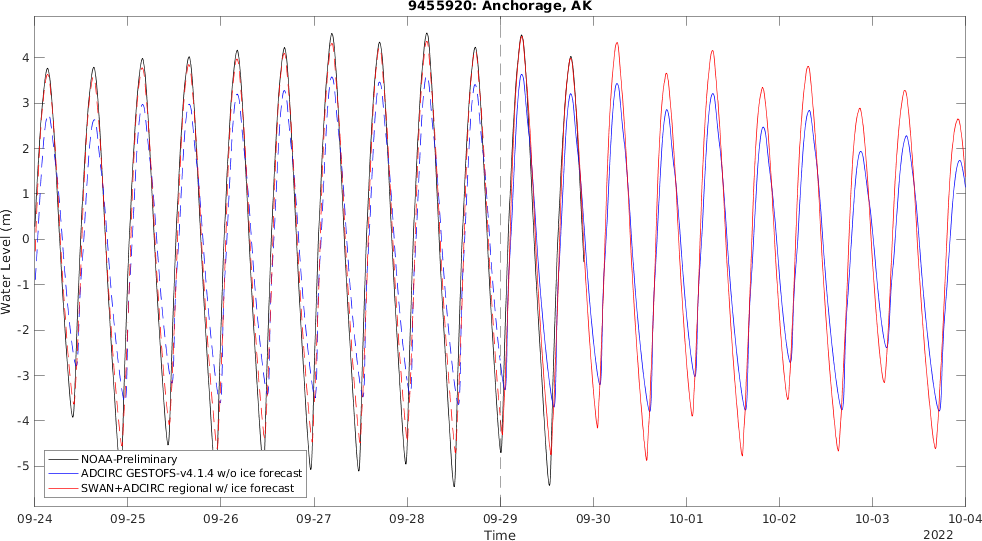 9455920: Anchorage, AK
4
3
2
1
0
-1
-2
-3
-4
-5
Water Level (m)
NOAA-Preliminary
ADCIRC GESTOFS-v4.1.4 w/o ice forecast
SWAN+ADCIRC regional w/ ice forecast
09-24 09-25 09-26 09-27 09-28 09-29 09-30 10-01 10-02 10-03 10-04
Time
2022